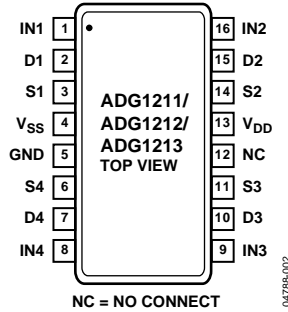 IN1 1 16 IN2
D1 2 15 D2
S1 3 14 S2
VSS 4 13 VDD
GND 5 12 NC
S4 6 11 S3
D4 7 10 D3
IN4 8 9 IN3
ADG1211/
ADG1212/
ADG1213
TOP VIEW
NC = NO CONNECT
04788-002